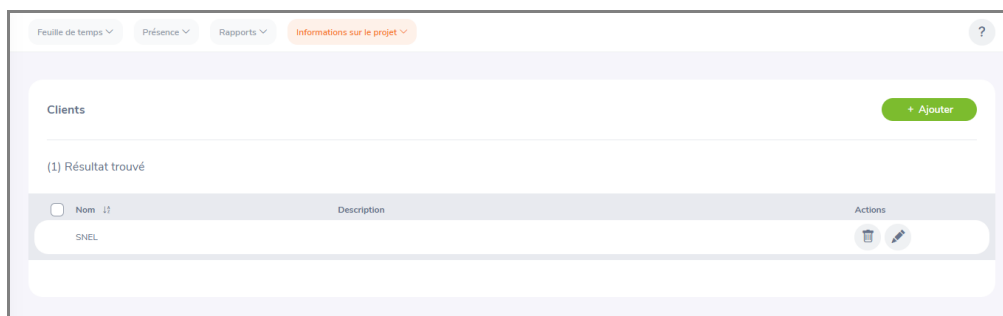 Feuille de temps Présence Rapports Informations sur le projet ?
Clients + Ajouter
(1) Résultat trouvé
Nom Description Actions
SNEL